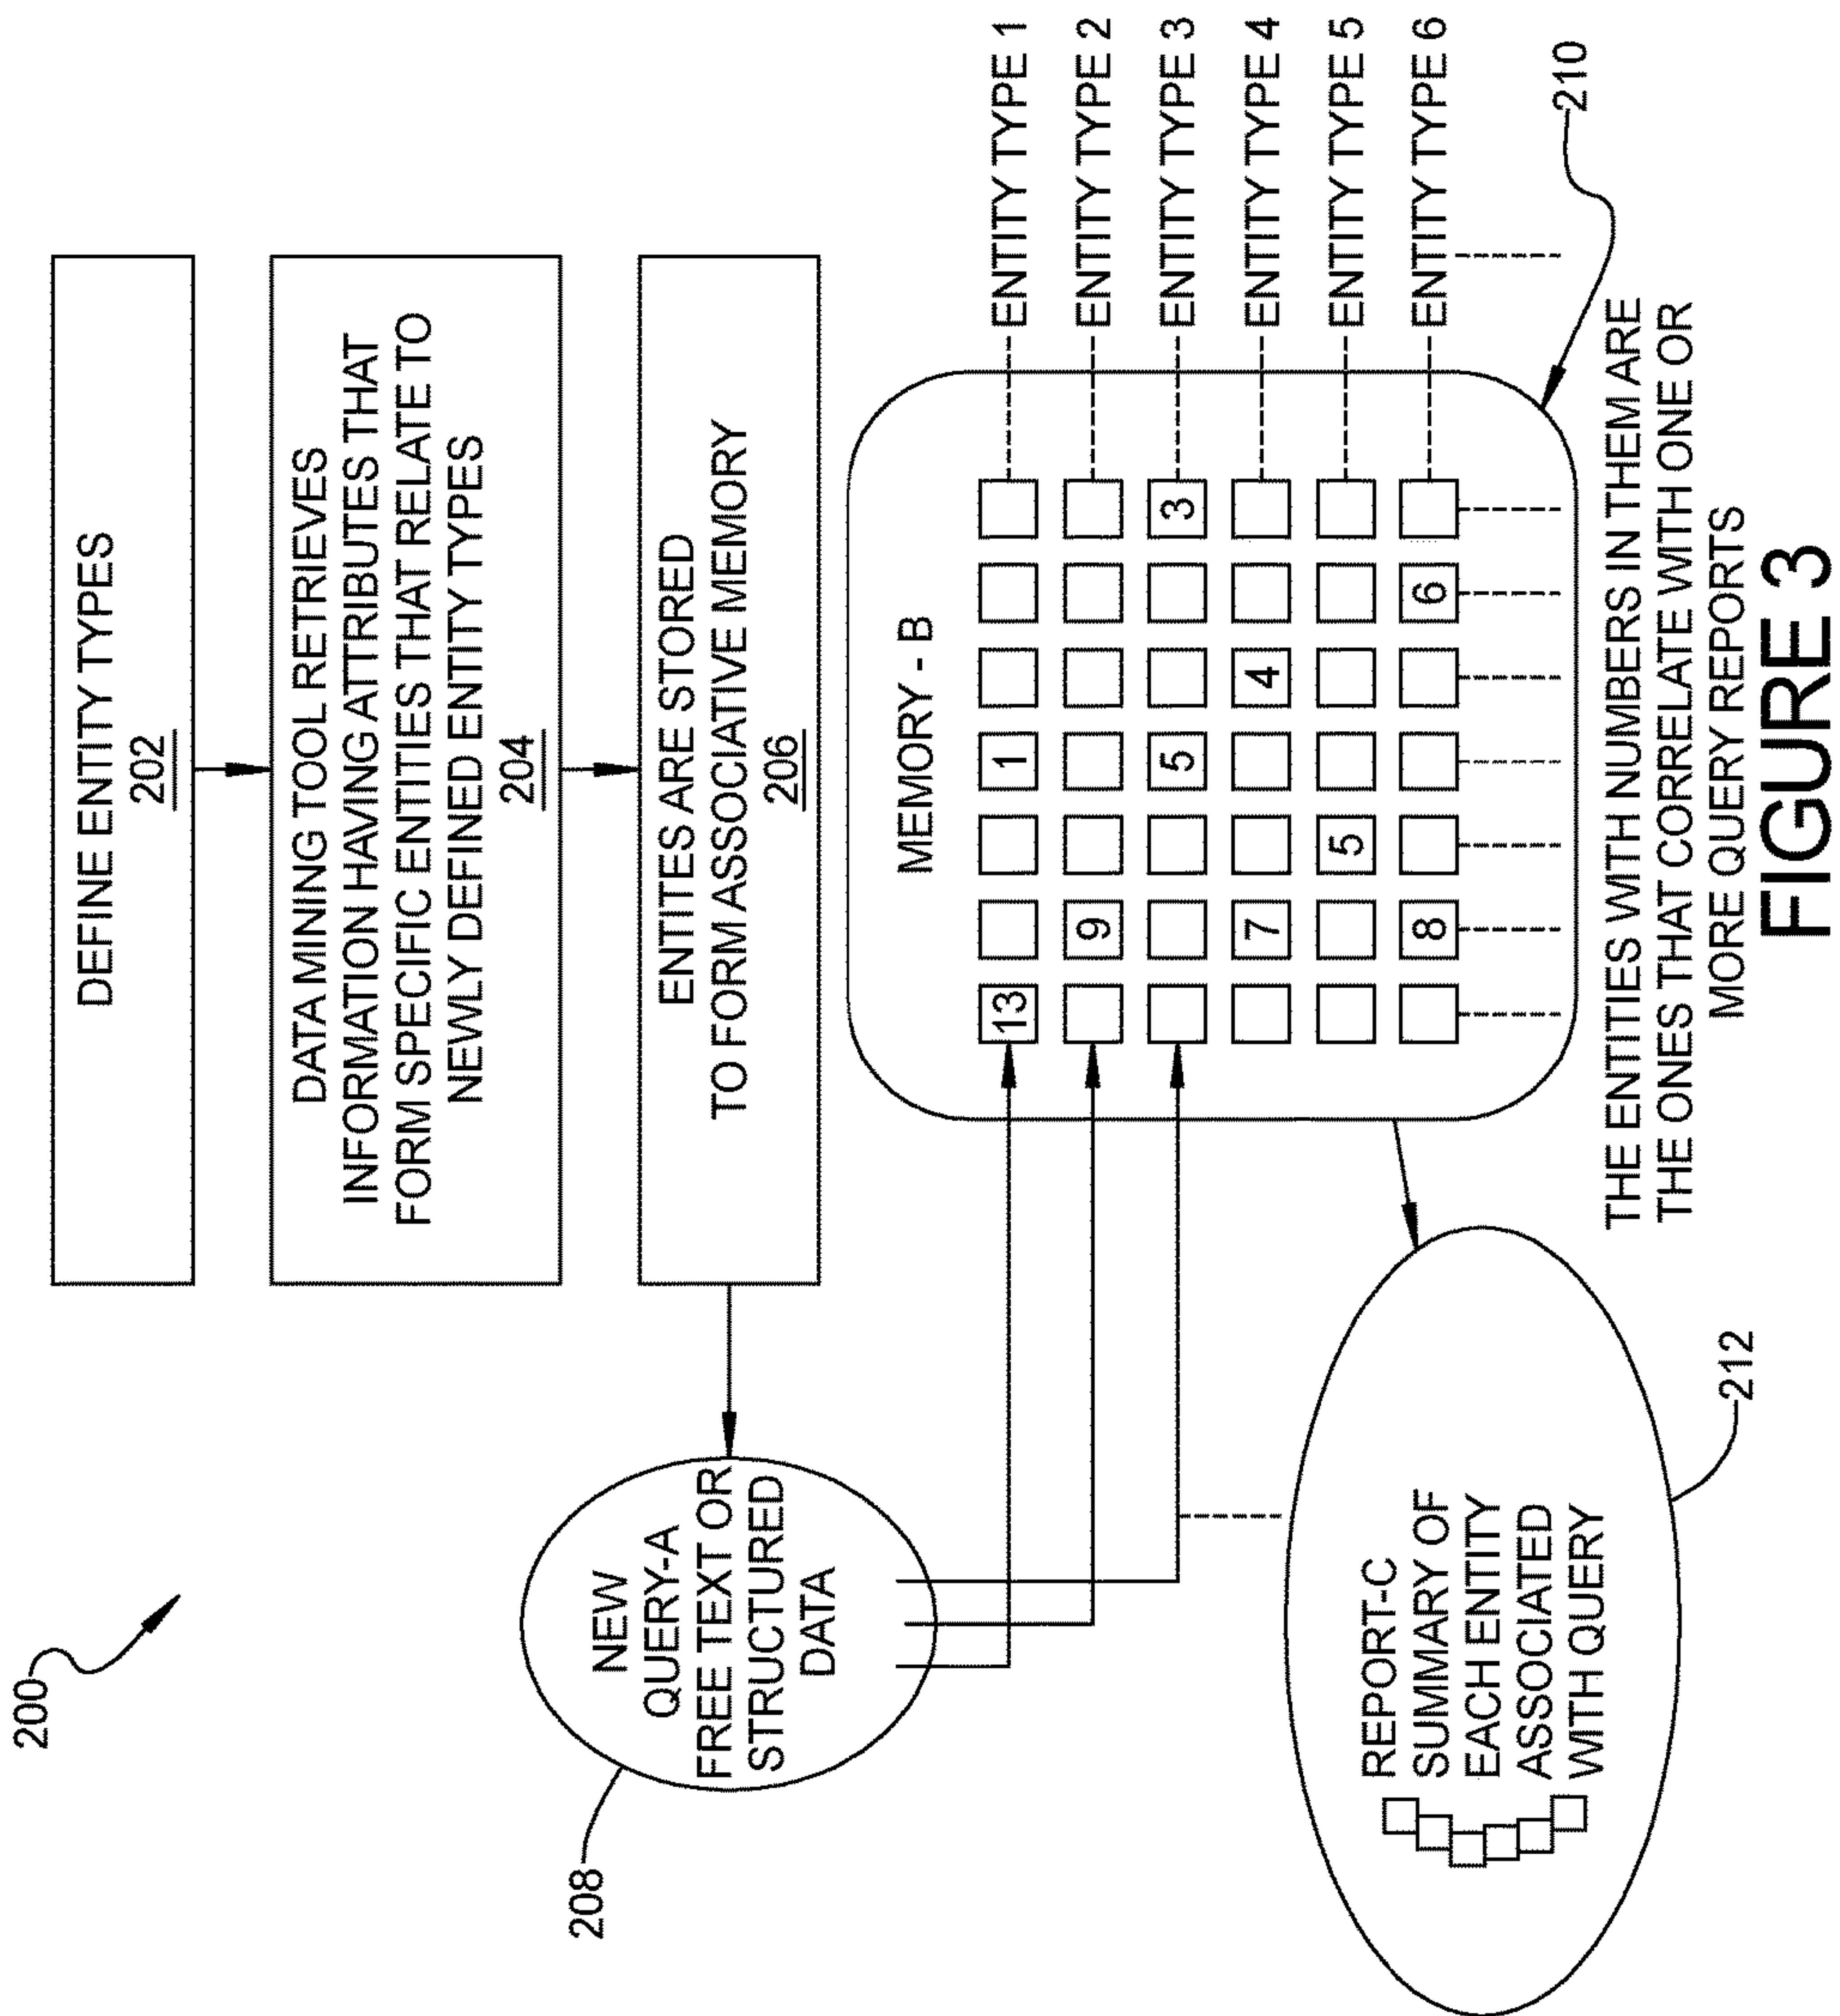 200
DEFINE ENTITY TYPES
202
DATA MINING TOOL RETRIEVES
INFORMATION HAVING ATTRIBUTES THAT
FORM SPECIFIC ENTITIES THAT RELATE TO
NEWLY DEFINED ENTITY TYPES
204
ENTITES ARE STORED
TO FORM ASSOCIATIVE MEMORY
206
208
NEW
QUERY-A
FREE TEXT OR
STRUCTURED
DATA
MEMORY - B
13 1 ENTITY TYPE 1
9 ENTITY TYPE 2
5 3 ENTITY TYPE 3
7 4 ENTITY TYPE 4
5 ENTITY TYPE 5
8 6 ENTITY TYPE 6
210
REPORT-C
SUMMARY OF
EACH ENTITY
ASSOCIATED
WITH QUERY
212
THE ENTITIES WITH NUMBERS IN THEM ARE
THE ONES THAT CORRELATE WITH ONE OR
MORE QUERY REPORTS
FIGURE 3